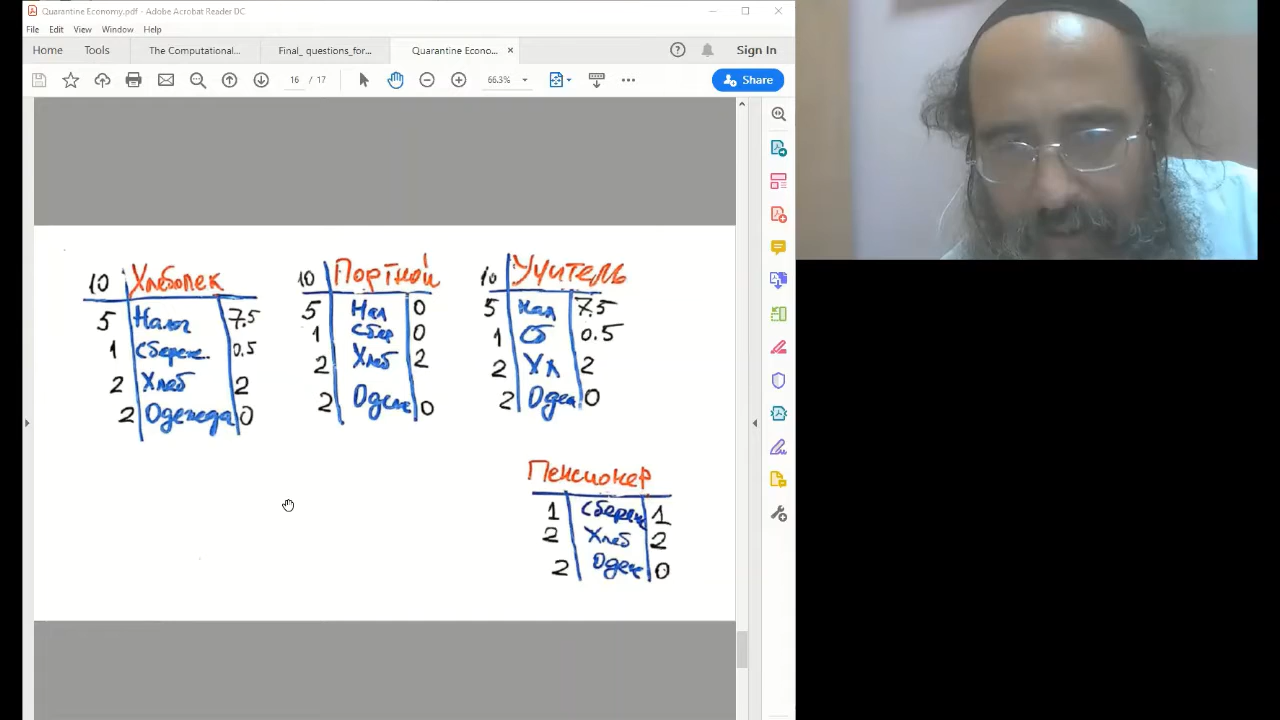 Quarantine Economy.pdf - Adobe Acrobat Reader DC
File Edit View Window Help
Home Tools The Computational... Final_ questions_for... Quarantine Econo... × Sign In
16 / 17 66.3% Share
10 Хлебопек
5 Налог 7.5
1 Сбереж. 0.5
2 Хлеб 2
2 Одежда 0
10 Портной
5 Нал 0
1 Сбер 0
2 Хлеб 2
2 Одеж 0
10 Учитель
5 Нал 7.5
1 Сб 0.5
2 Хл 2
2 Одеж 0
Пенсионер
1 Сбереж 1
2 Хлеб 2
2 Одеж 0